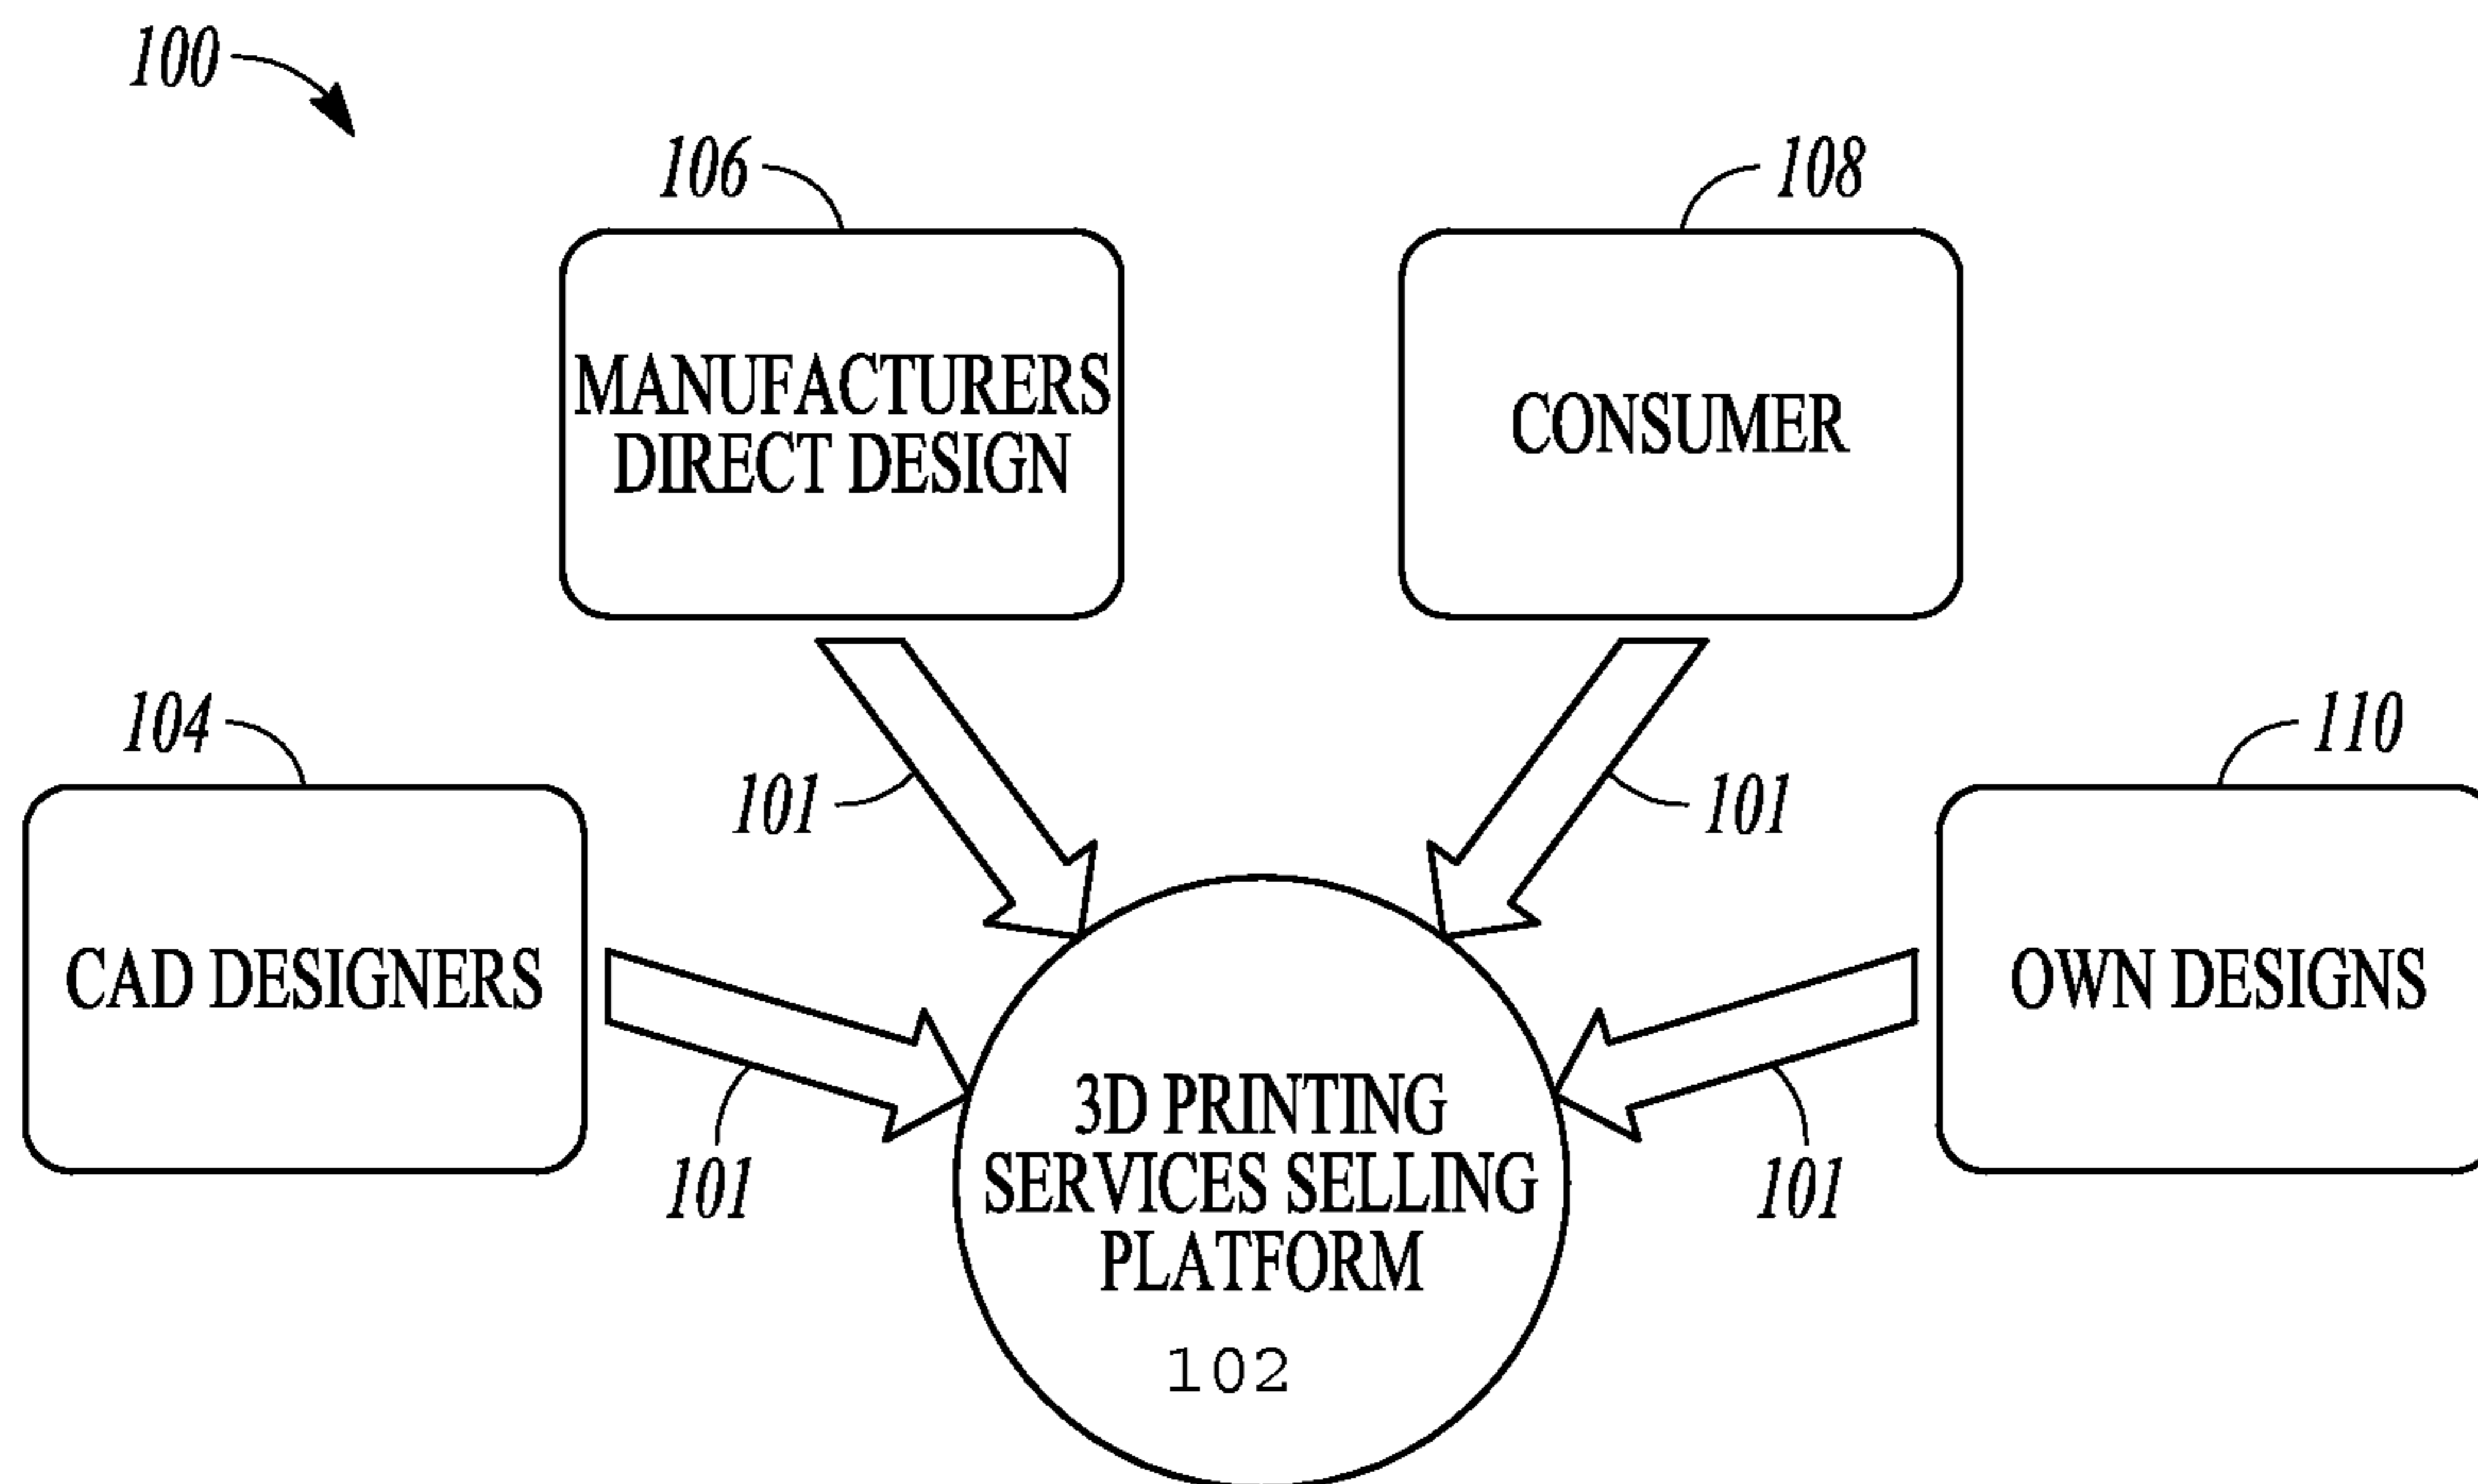 100
106
108
MANUFACTURERS
DIRECT DESIGN
CONSUMER
104
110
101
101
CAD DESIGNERS
OWN DESIGNS
3D PRINTING
SERVICES SELLING
PLATFORM
101
101
102